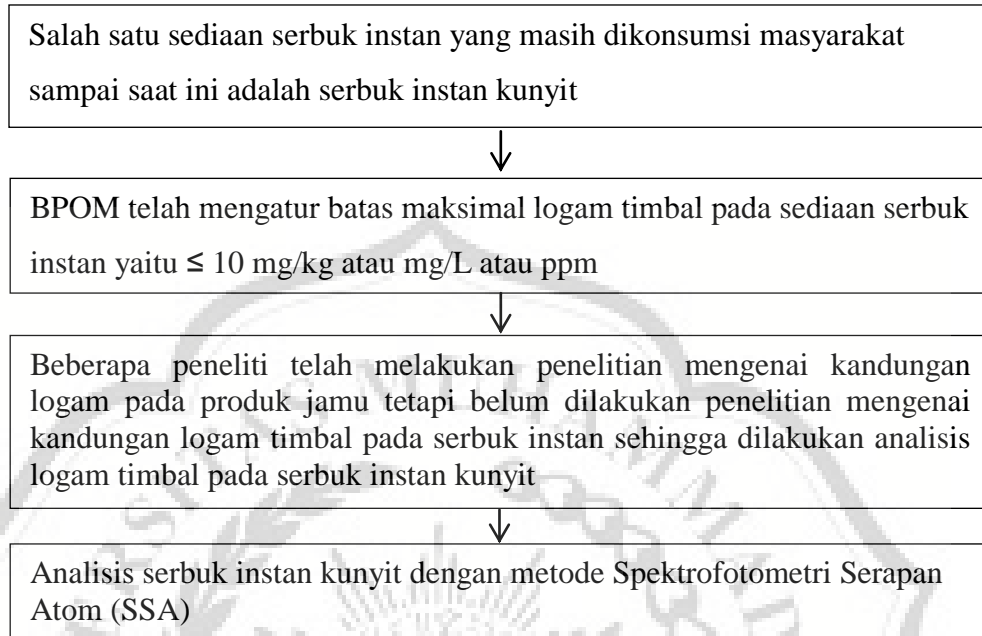 Salah satu sediaan serbuk instan yang masih dikonsumsi masyarakat
sampai saat ini adalah serbuk instan kunyit
BPOM telah mengatur batas maksimal logam timbal pada sediaan serbuk
instan yaitu ≤ 10 mg/kg atau mg/L atau ppm
Beberapa peneliti telah melakukan penelitian mengenai kandungan
logam pada produk jamu tetapi belum dilakukan penelitian mengenai
kandungan logam timbal pada serbuk instan sehingga dilakukan analisis
logam timbal pada serbuk instan kunyit
Analisis serbuk instan kunyit dengan metode Spektrofotometri Serapan
Atom (SSA)